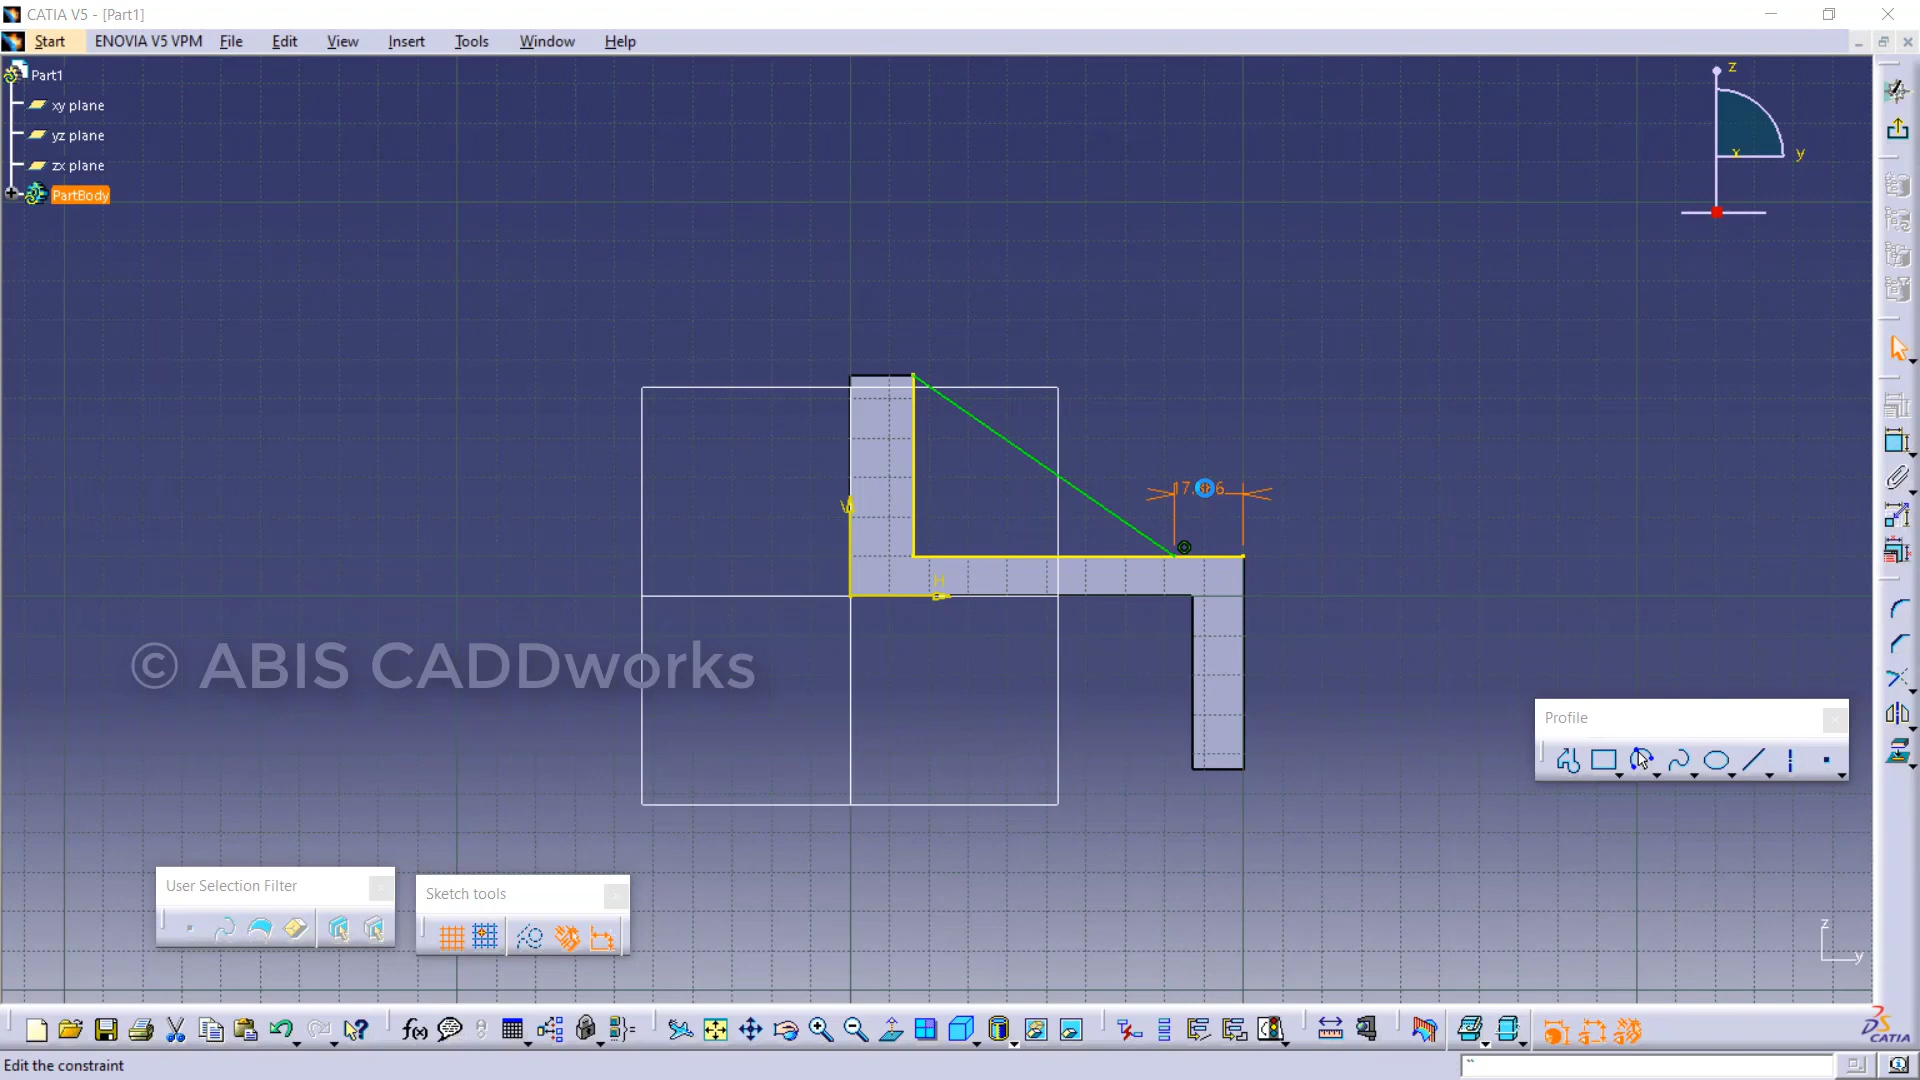 CATIA V5 - [Part1]
Start ENOVIA V5 VPM File Edit View Insert Tools Window Help
Part1
xy plane
yz plane
zx plane
PartBody
z
x
y
V
H
© ABIS CADDworks
Profile
User Selection Filter
Sketch tools
z
y
f(x)
CATIA
Edit the constraint